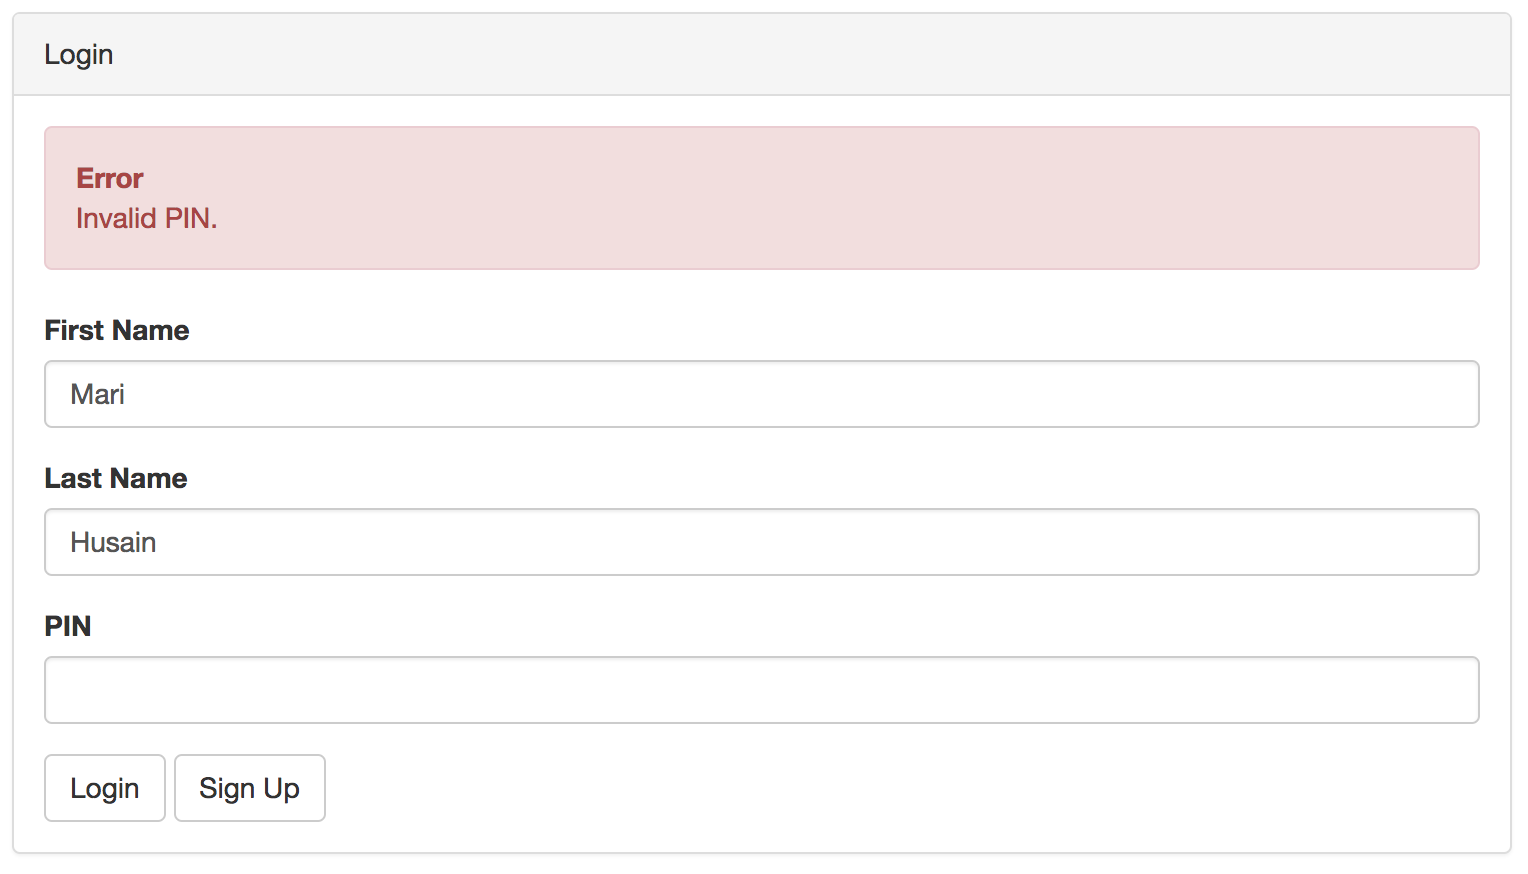 Login
Error
Invalid PIN.
First Name
Mari
Last Name
Husain
PIN
Login Sign Up